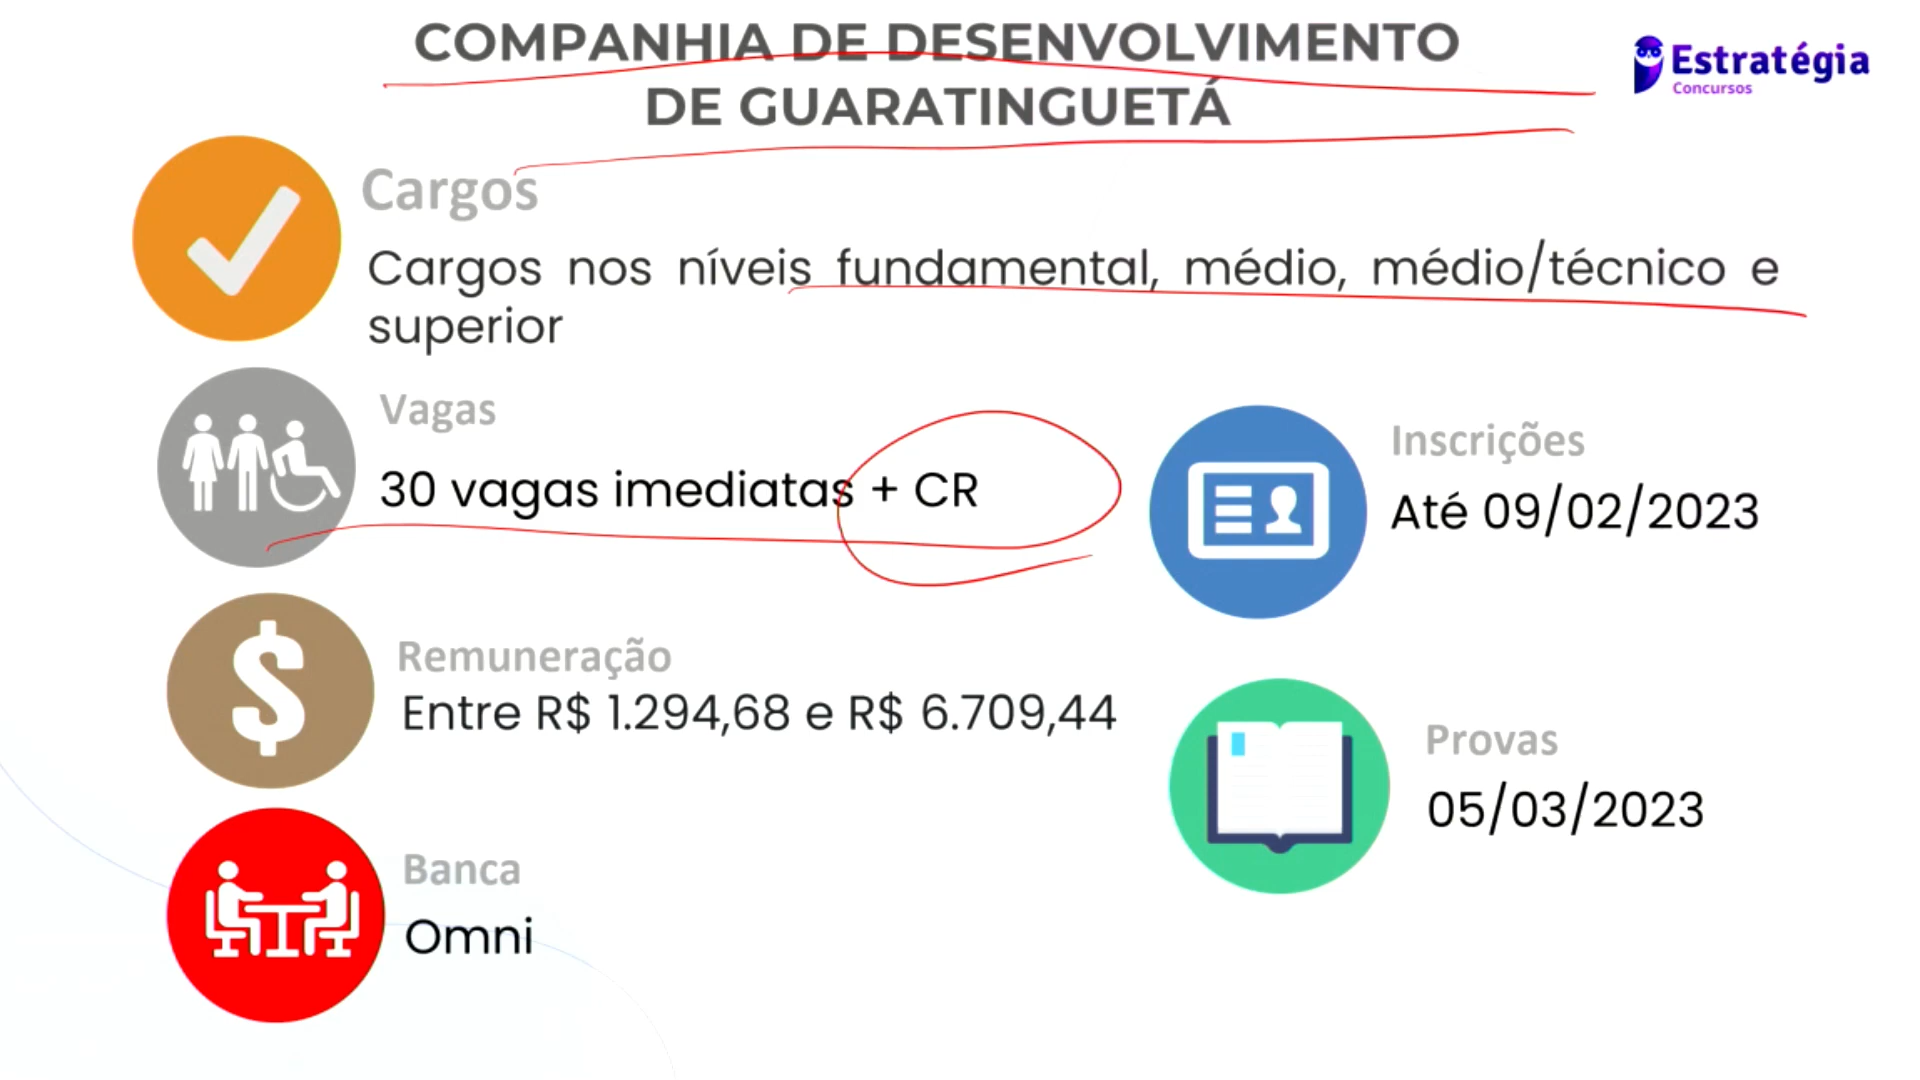 COMPANHIA DE DESENVOLVIMENTO
DE GUARATINGUETÁ
Estratégia
Concursos
Cargos
Cargos nos níveis fundamental, médio, médio/técnico e
superior
Vagas
30 vagas imediatas + CR
Inscrições
Até 09/02/2023
Remuneração
Entre R$ 1.294,68 e R$ 6.709,44
Provas
05/03/2023
Banca
Omni